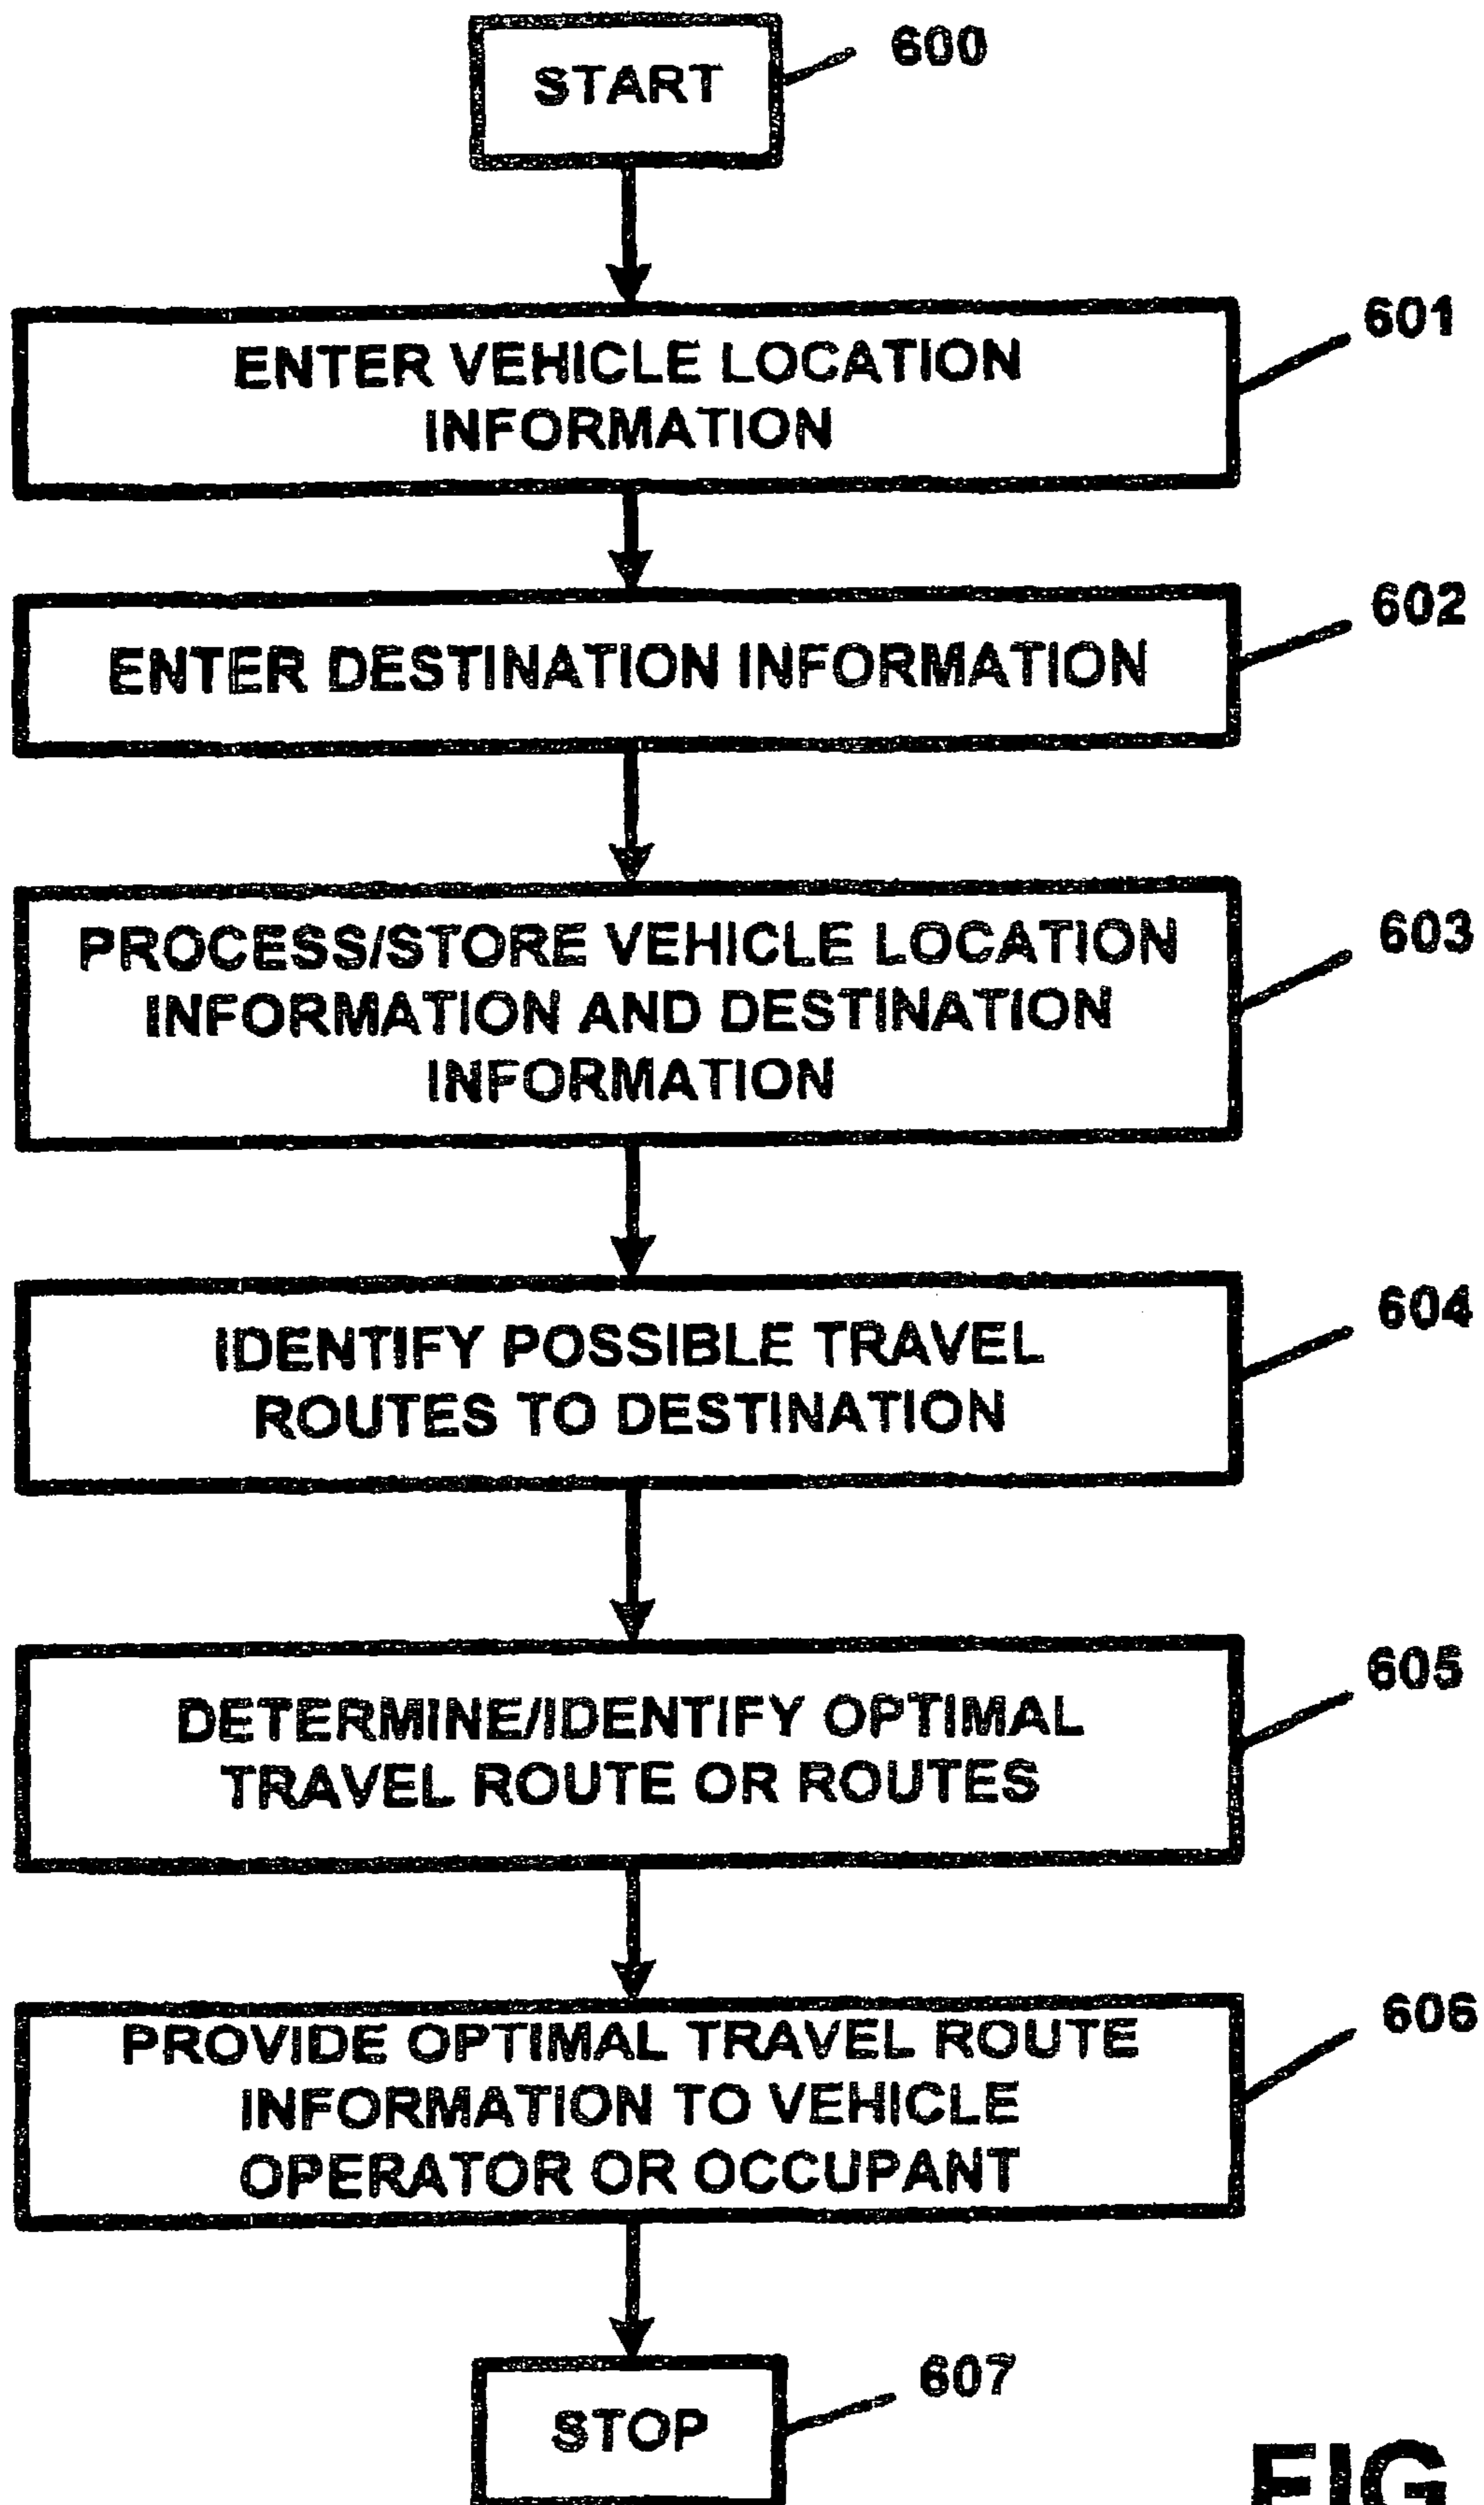 START
600
ENTER VEHICLE LOCATION
INFORMATION
601
ENTER DESTINATION INFORMATION
602
PROCESS/STORE VEHICLE LOCATION
INFORMATION AND DESTINATION
INFORMATION
603
IDENTIFY POSSIBLE TRAVEL
ROUTES TO DESTINATION
604
DETERMINE/IDENTIFY OPTIMAL
TRAVEL ROUTE OR ROUTES
605
PROVIDE OPTIMAL TRAVEL ROUTE
INFORMATION TO VEHICLE
OPERATOR OR OCCUPANT
606
STOP
607
FIG